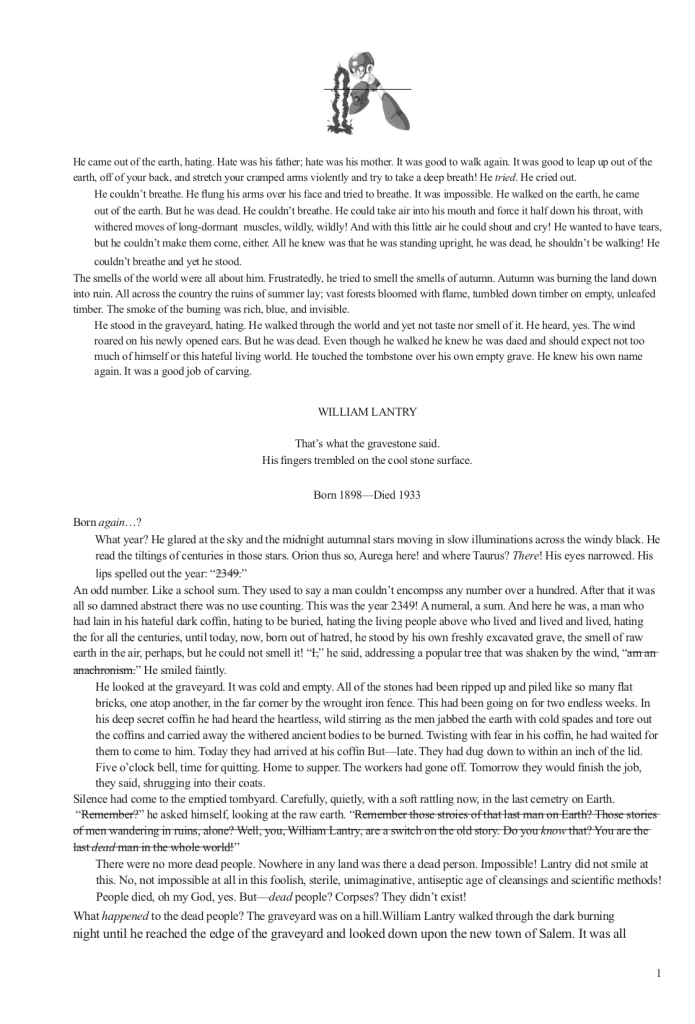 He came out of the earth, hating. Hate was his father; hate was his mother. It was good to walk again. It was good to leap up out of the
earth, off of your back, and stretch your cramped arms violently and try to take a deep breath! He tried. He cried out.
He couldn’t breathe. He flung his arms over his face and tried to breathe. It was impossible. He walked on the earth, he came
out of the earth. But he was dead. He couldn’t breathe. He could take air into his mouth and force it half down his throat, with
withered moves of long-dormant muscles, wildly, wildly! And with this little air he could shout and cry! He wanted to have tears,
but he couldn’t make them come, either. All he knew was that he was standing upright, he was dead, he shouldn’t be walking! He
couldn’t breathe and yet he stood.
The smells of the world were all about him. Frustratedly, he tried to smell the smells of autumn. Autumn was burning the land down
into ruin. All across the country the ruins of summer lay; vast forests bloomed with flame, tumbled down timber on empty, unleafed
timber. The smoke of the burning was rich, blue, and invisible.
He stood in the graveyard, hating. He walked through the world and yet not taste nor smell of it. He heard, yes. The wind
roared on his newly opened ears. But he was dead. Even though he walked he knew he was daed and should expect not too
much of himself or this hateful living world. He touched the tombstone over his own empty grave. He knew his own name
again. It was a good job of carving.
WILLIAM LANTRY
That’s what the gravestone said.
His fingers trembled on the cool stone surface.
Born 1898—Died 1933
Born again…?
What year? He glared at the sky and the midnight autumnal stars moving in slow illuminations across the windy black. He
read the tiltings of centuries in those stars. Orion thus so, Aurega here! and where Taurus? There! His eyes narrowed. His
lips spelled out the year: “2349.”
An odd number. Like a school sum. They used to say a man couldn’t encompss any number over a hundred. After that it was
all so damned abstract there was no use counting. This was the year 2349! A numeral, a sum. And here he was, a man who
had lain in his hateful dark coffin, hating to be buried, hating the living people above who lived and lived and lived, hating
the for all the centuries, until today, now, born out of hatred, he stood by his own freshly excavated grave, the smell of raw
earth in the air, perhaps, but he could not smell it! “I,” he said, addressing a popular tree that was shaken by the wind, “am an
anachronism.” He smiled faintly.
He looked at the graveyard. It was cold and empty. All of the stones had been ripped up and piled like so many flat
bricks, one atop another, in the far corner by the wrought iron fence. This had been going on for two endless weeks. In
his deep secret coffin he had heard the heartless, wild stirring as the men jabbed the earth with cold spades and tore out
the coffins and carried away the withered ancient bodies to be burned. Twisting with fear in his coffin, he had waited for
them to come to him. Today they had arrived at his coffin But—late. They had dug down to within an inch of the lid.
Five o’clock bell, time for quitting. Home to supper. The workers had gone off. Tomorrow they would finish the job,
they said, shrugging into their coats.
Silence had come to the emptied tombyard. Carefully, quietly, with a soft rattling now, in the last cemetry on Earth.
“Remember?” he asked himself, looking at the raw earth. “Remember those stroies of that last man on Earth? Those stories
of men wandering in ruins, alone? Well, you, William Lantry, are a switch on the old story. Do you know that? You are the
last dead man in the whole world!”
There were no more dead people. Nowhere in any land was there a dead person. Impossible! Lantry did not smile at
this. No, not impossible at all in this foolish, sterile, unimaginative, antiseptic age of cleansings and scientific methods!
People died, oh my God, yes. But—dead people? Corpses? They didn’t exist!
What happened to the dead people? The graveyard was on a hill.William Lantry walked through the dark burning
night until he reached the edge of the graveyard and looked down upon the new town of Salem. It was all
1